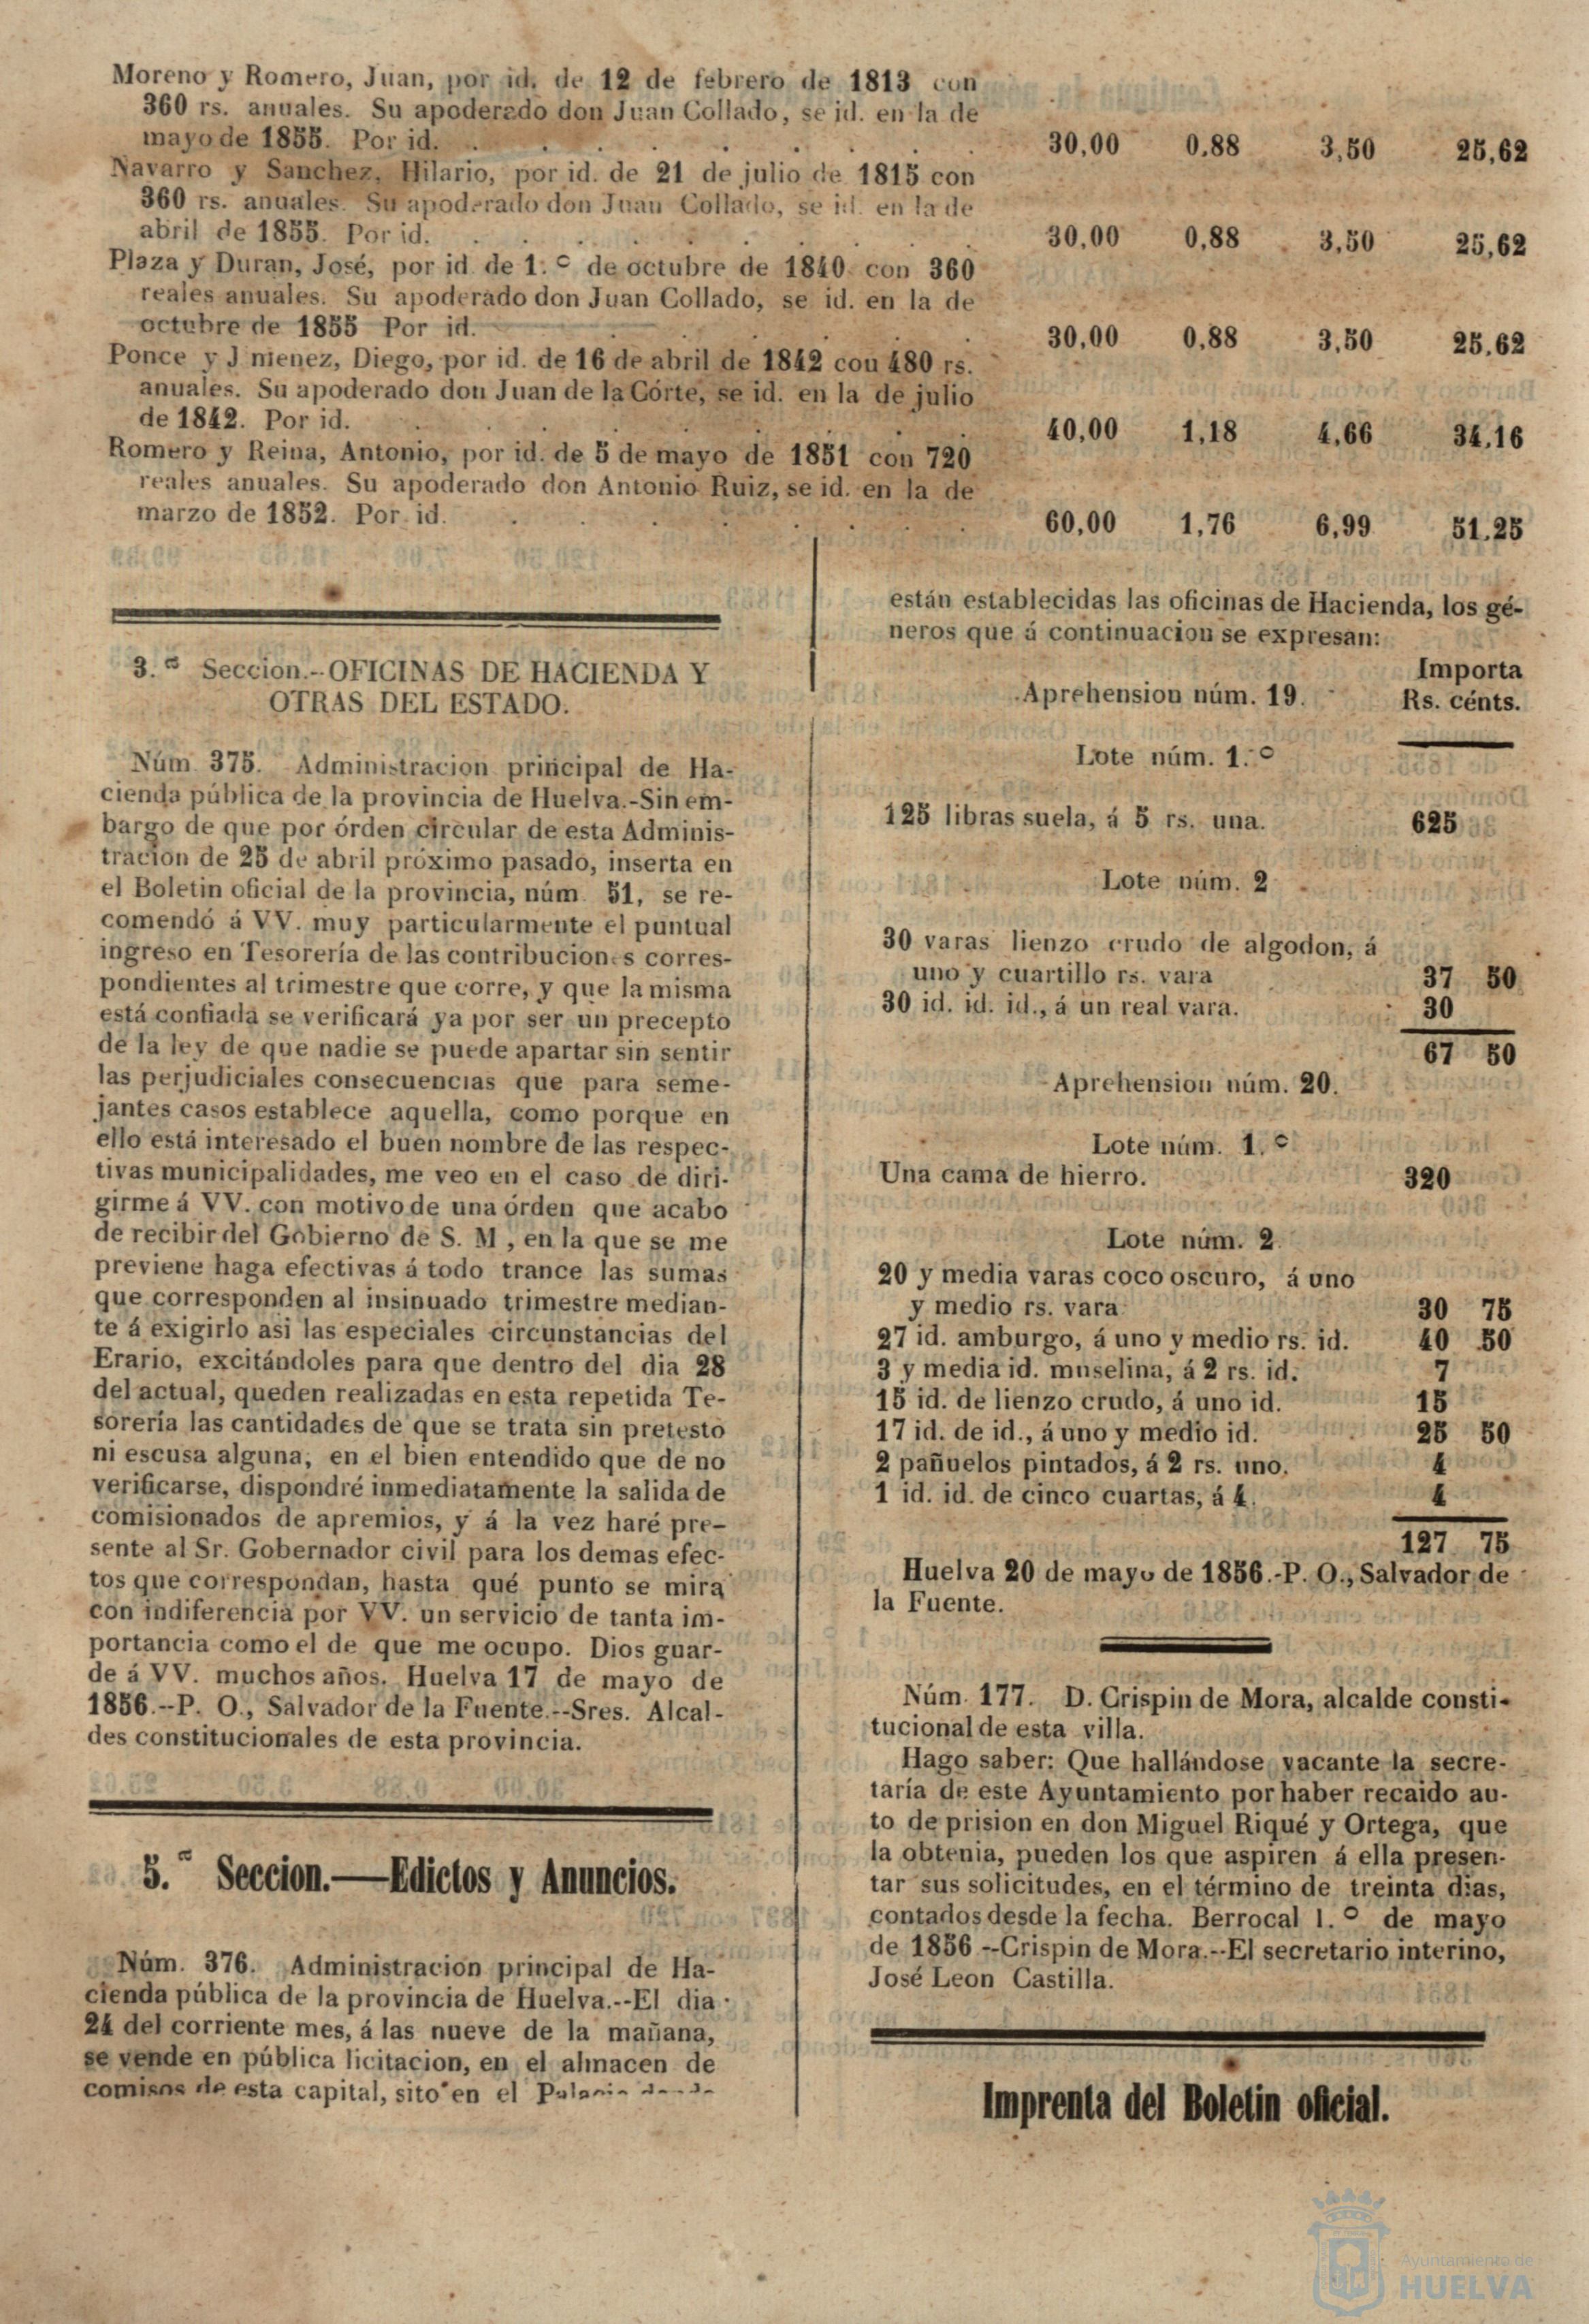 Moreno y Romero, Juan, por id. de 12 de febrero de 1813 con
360 rs. anuales. Su apoderado don Juan Collado, se id. en la de
mayo de 1855. Por id. 30,00 0.88 3,50 25,62
Navarro y Sanchez, Hilario, por id. de 21 de julio de 1815 con
360 rs. anuales. Su apoderado don Juan Collado, se id. en la de
abril de 1855. Por id. 30,00 0,88 3,50 25,62
Plaza y Duran, José, por id de 1.º de octubre de 1840 con 360
reales anuales. Su apoderado don Juan Collado, se id. en la de
octubre de 1855 Por id. 30,00 0,88 3,50 25,62
Ponce y J menez, Diego, por id. de 16 de abril de 1842 con 480 rs.
anuales. Su apoderado don Juan de la Córte, se id. en la de julio
de 1842. Por id. 40,00 1,18 4,66 34,16
Romero y Reina, Antonio, por id. de 5 de mayo de 1851 con 720
reales anuales. Su apoderado don Antonio Ruiz, se id. en la de
marzo de 1852. Por id. 60,00 1,76 6,99 51,25
3.ª Seccion.--OFICINAS DE HACIENDA Y
OTRAS DEL ESTADO.
Núm 375. Administracion principal de Ha-
cienda pública de la provincia de Huelva.-Sin em-
bargo de que por órden circular de esta Adminis-
tracion de 25 de abril próximo pasado, inserta en
el Boletin oficial de la provincia, núm. 51, se re-
comendó á VV. muy particularmente el puntual
ingreso en Tesorería de las contribuciones corres-
pondientes al trimestre que corre, y que la misma
está confiada se verificará ya por ser un precepto
de la ley de que nadie se puede apartar sin sentir
las perjudiciales consecuencias que para seme-
jantes casos establece aquella, como porque en
ello está interesado el buen nombre de las respec-
tivas municipalidades, me veo en el caso de diri-
girme á VV. con motivo de una órden que acabo
de recibir del Gobierno de S. M , en la que se me
previene haga efectivas á todo trance las sumas
que corresponden al insinuado trimestre median-
te á exigirlo asi las especiales circunstancias del
Erario, excitándoles para que dentro del dia 28
del actual, queden realizadas en esta repetida Te-
sorería las cantidades de que se trata sin pretesto
ni escusa alguna, en el bien entendido que de no
verificarse, dispondré inmediatamente la salida de
comisionados de apremios, y á la vez haré pre-
sente al Sr. Gobernador civil para los demas efec-
tos que correspondan, hasta qué punto se mira
con indiferencia por VV. un servicio de tanta im-
portancia como el de que me ocupo. Dios guar-
de á VV. muchos años. Huelva 17 de mayo de
1856.--P. O., Salvador de la Fuente.--Sres. Alcal-
des constitucionales de esta provincia.
5.ª Seccion.—Edictos y Anuncios.
Núm. 376. Administracion principal de Ha-
cienda pública de la provincia de Huelva.--El dia
24 del corriente mes, á las nueve de la mañana,
se vende en pública licitacion, en el almacen de
comisos de esta capital, sito en el Palacio
están establecidas las oficinas de Hacienda, los gé-
neros que á continuacion se expresan:
Importa
Aprehension núm. 19. Rs. cénts.
Lote núm. 1.º
125 libras suela, á 5 rs. una. 625
Lote núm. 2
30 varas lienzo crudo de algodon, á
uno y cuartillo rs. vara 37 50
30 id. id. id., á un real vara. 30
67 50
Aprehension núm. 20.
Lote núm. 1.º
Una cama de hierro. 320
Lote núm. 2
20 y media varas coco oscuro, á uno
y medio rs. vara 30 75
27 id. amburgo, á uno y medio rs. id. 40 50
3 y media id. muselina, á 2 rs. id. 7
15 id. de lienzo crudo, á uno id. 15
17 id. de id., á uno y medio id. 25 50
2 pañuelos pintados, á 2 rs. uno. 4
1 id. id. de cinco cuartas, á 4. 4
127 75
Huelva 20 de mayo de 1856.-P. O., Salvador de
la Fuente.
Núm. 177. D. Crispin de Mora, alcalde consti-
tucional de esta villa.
Hago saber: Que hallándose vacante la secre-
taría de este Ayuntamiento por haber recaido au-
to de prision en don Miguel Riqué y Ortega, que
la obtenia, pueden los que aspiren á ella presen-
tar sus solicitudes, en el término de treinta dias,
contados desde la fecha. Berrocal 1.º de mayo
de 1856 --Crispin de Mora.--El secretario interino,
José Leon Castilla.
Imprenta del Boletin oficial.
Ayuntamiento de
HUELVA